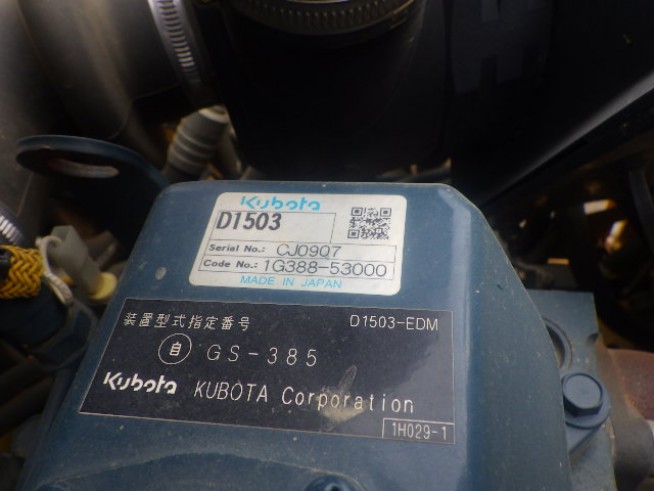 Kubota
D1503
Serial No.: CJ09Q7
Code No.: 1G388-53000
MADE IN JAPAN
装置型式指定番号 D1503-EDM
自 GS-385
Kubota KUBOTA Corporation
1H029-1